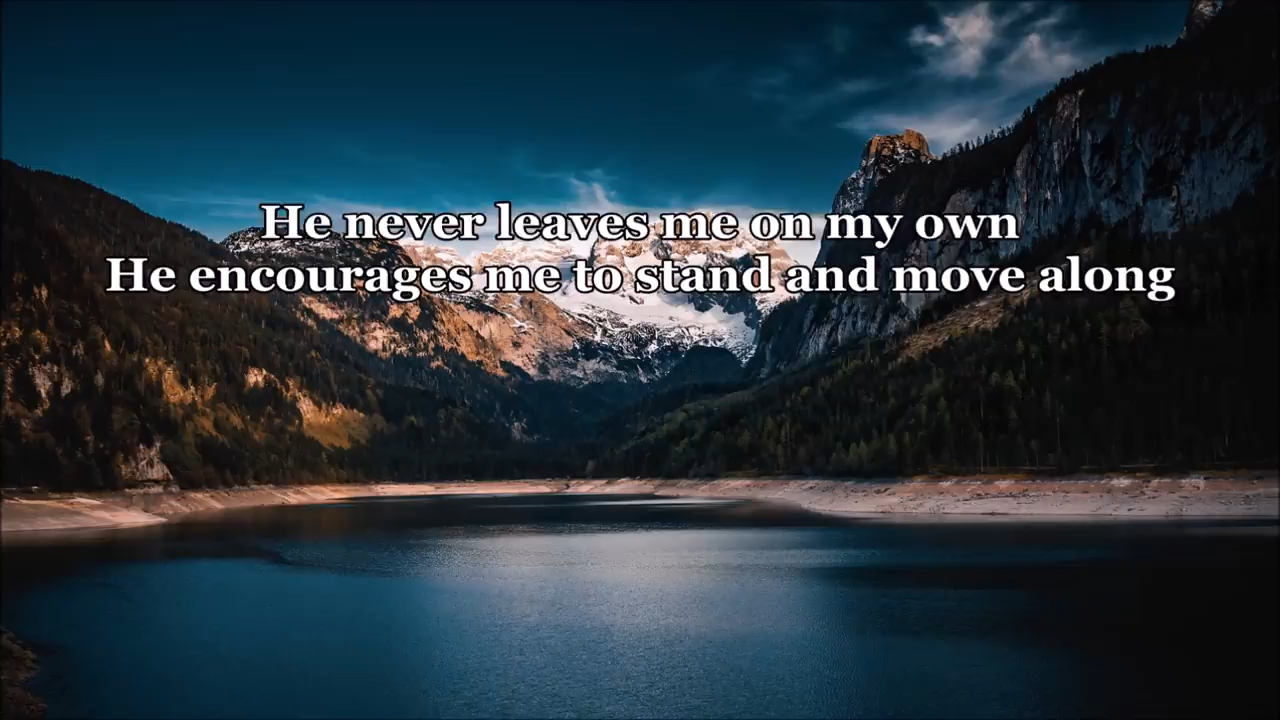 He never leaves me on my own
He encourages me to stand and move along